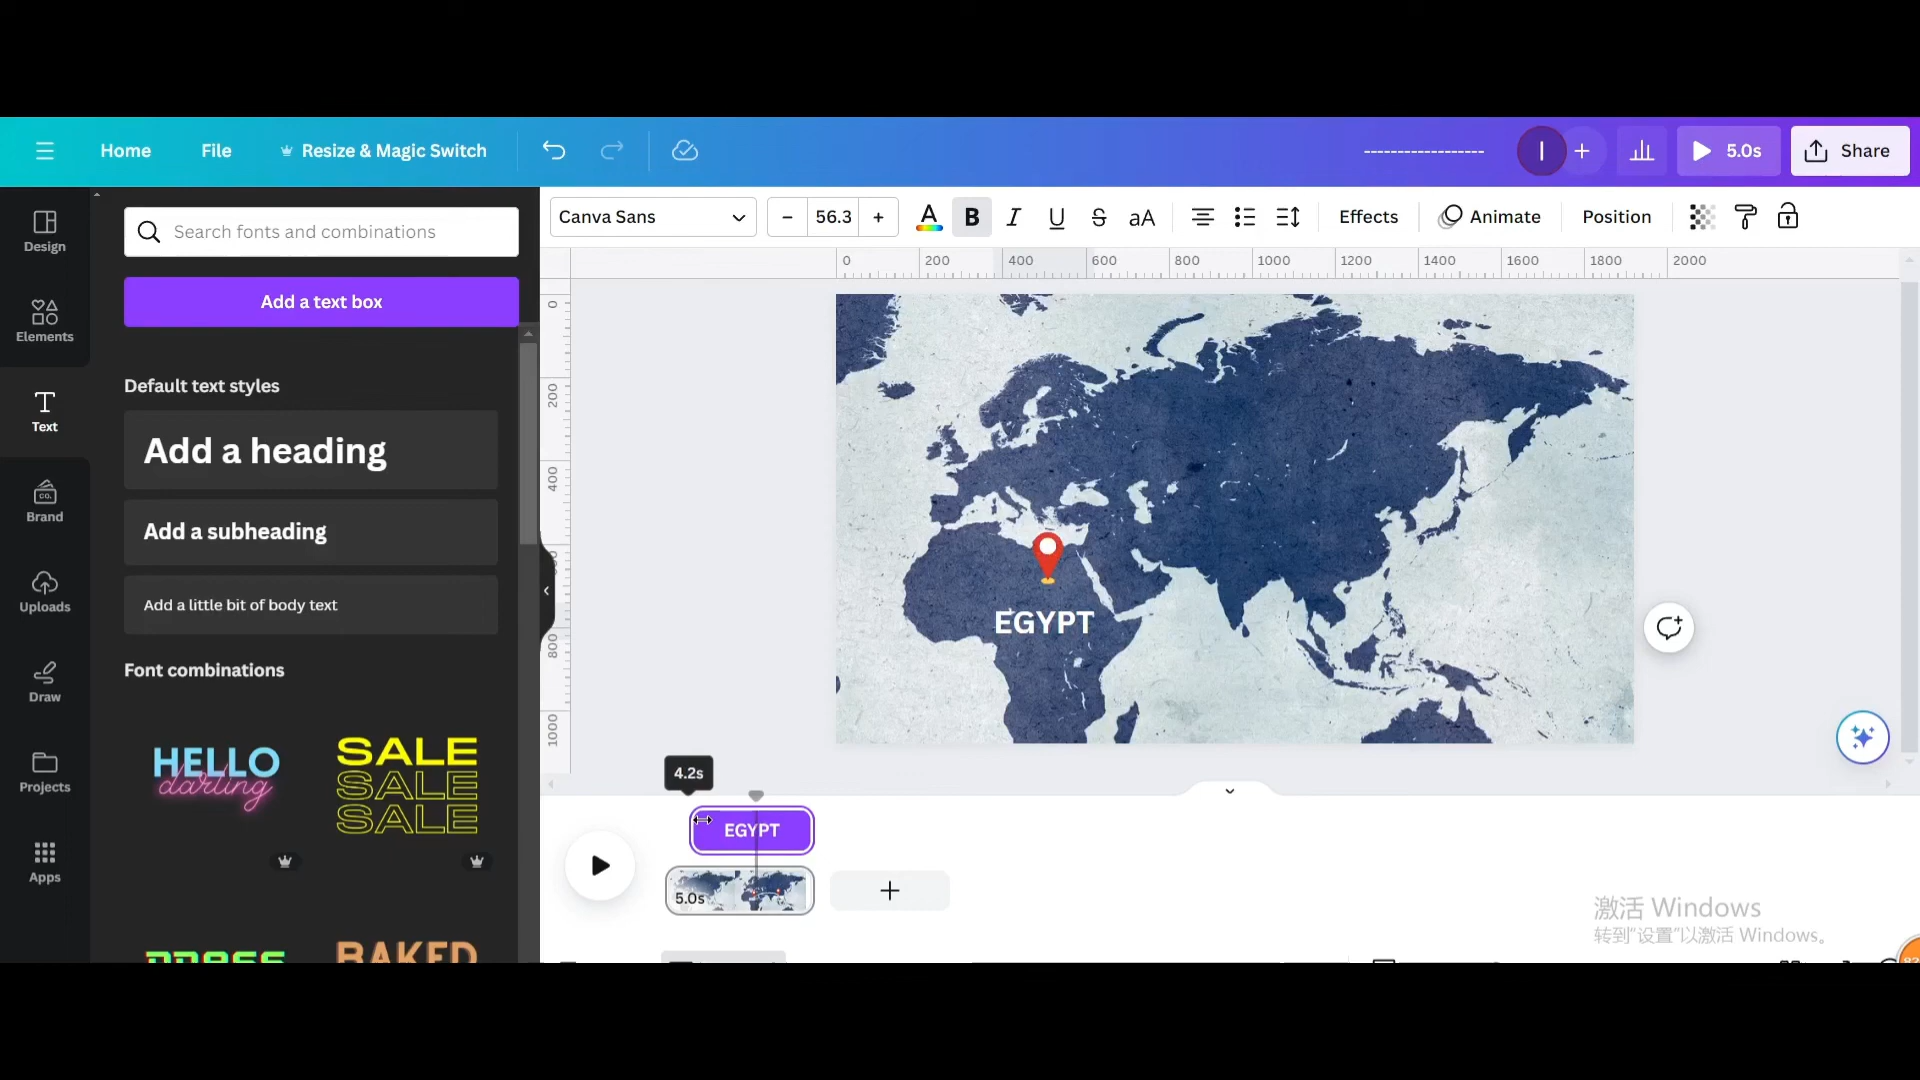 Home
File
Resize & Magic Switch
------------------
I
+
5.0s
Share
Design
Elements
Text
Brand
CO.
Uploads
Draw
Projects
Apps
Search fonts and combinations
Add a text box
Default text styles
Add a heading
Add a subheading
Add a little bit of body text
Font combinations
HELLO
darling
SALE
SALE
SALE
BAKED
Canva Sans
–
56.3
+
A
B
I
U
S
aA
Effects
Animate
Position
0
200
400
600
800
1000
1200
1400
1600
1800
2000
0
200
400
800
1000
EGYPT
4.2s
EGYPT
5.0s
+
激活 Windows
转到“设置”以激活 Windows。